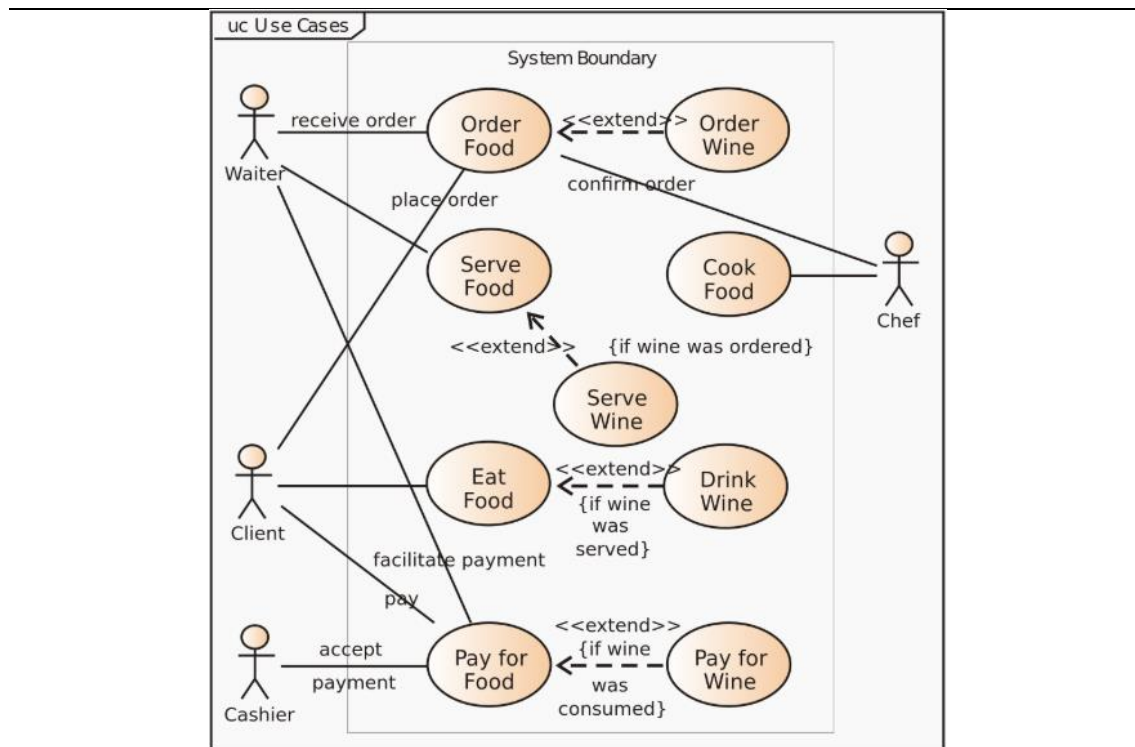 uc Use Cases
System Boundary
receive order
Order
Food
<<extend>>
Order
Wine
Waiter
place order
confirm order
Serve
Food
Cook
Food
Chef
<<extend>>
{if wine was ordered}
Serve
Wine
Client
Eat
Food
<<extend>>
{if wine
was
served}
Drink
Wine
facilitate payment
pay
Cashier
accept
payment
Pay for
Food
<<extend>>
{if wine
was
consumed}
Pay for
Wine